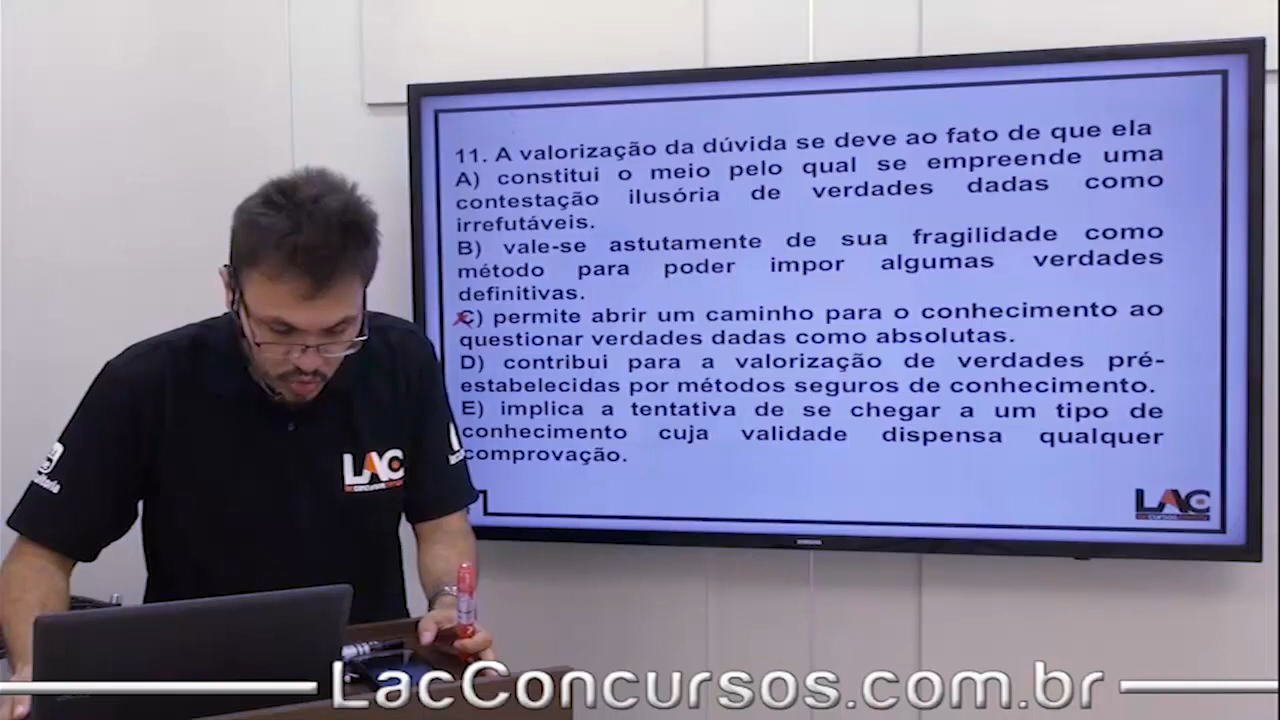 11. A valorização da dúvida se deve ao fato de que ela
A) constitui o meio pelo qual se empreende uma
contestação ilusória de verdades dadas como
irrefutáveis.
B) vale-se astutamente de sua fragilidade como
método para poder impor algumas verdades
definitivas.
C) permite abrir um caminho para o conhecimento ao
questionar verdades dadas como absolutas.
D) contribui para a valorização de verdades pré-
estabelecidas por métodos seguros de conhecimento.
E) implica a tentativa de se chegar a um tipo de
conhecimento cuja validade dispensa qualquer
comprovação.
LAC
LAC
CONCURSOS
SAMSUNG
LacConcursos.com.br